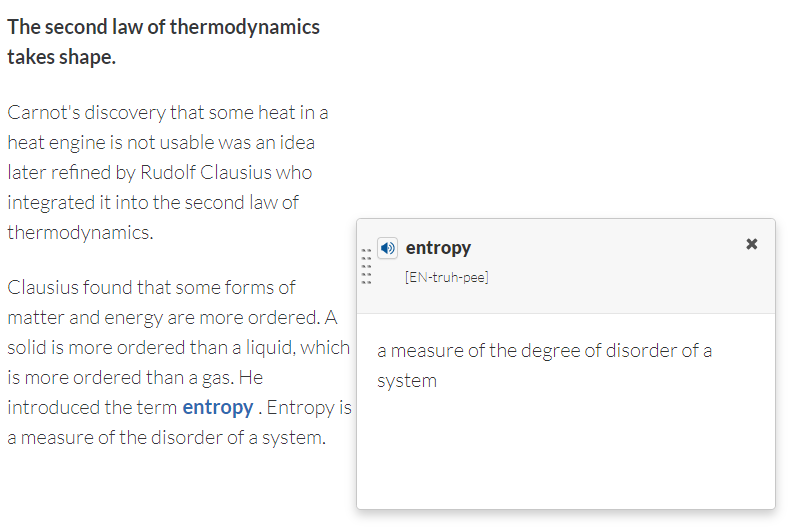 The second law of thermodynamics
takes shape.
Carnot's discovery that some heat in a
heat engine is not usable was an idea
later refined by Rudolf Clausius who
integrated it into the second law of
thermodynamics.
Clausius found that some forms of
matter and energy are more ordered. A
solid is more ordered than a liquid, which
is more ordered than a gas. He
introduced the term entropy . Entropy is
a measure of the disorder of a system.
entropy
[EN-truh-pee]
a measure of the degree of disorder of a
system